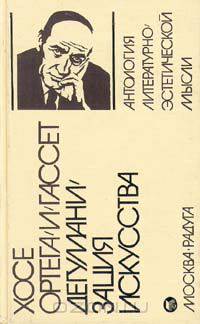 ХОСЕ
ОРТЕГА-И-ГАССЕТ
ДЕГУМАНИ-
ЗАЦИЯ
ИСКУССТВА
АНТОЛОГИЯ
ЛИТЕРАТУРНО-
ЭСТЕТИЧЕСКОЙ
МЫСЛИ
МОСКВА·РАДУГА